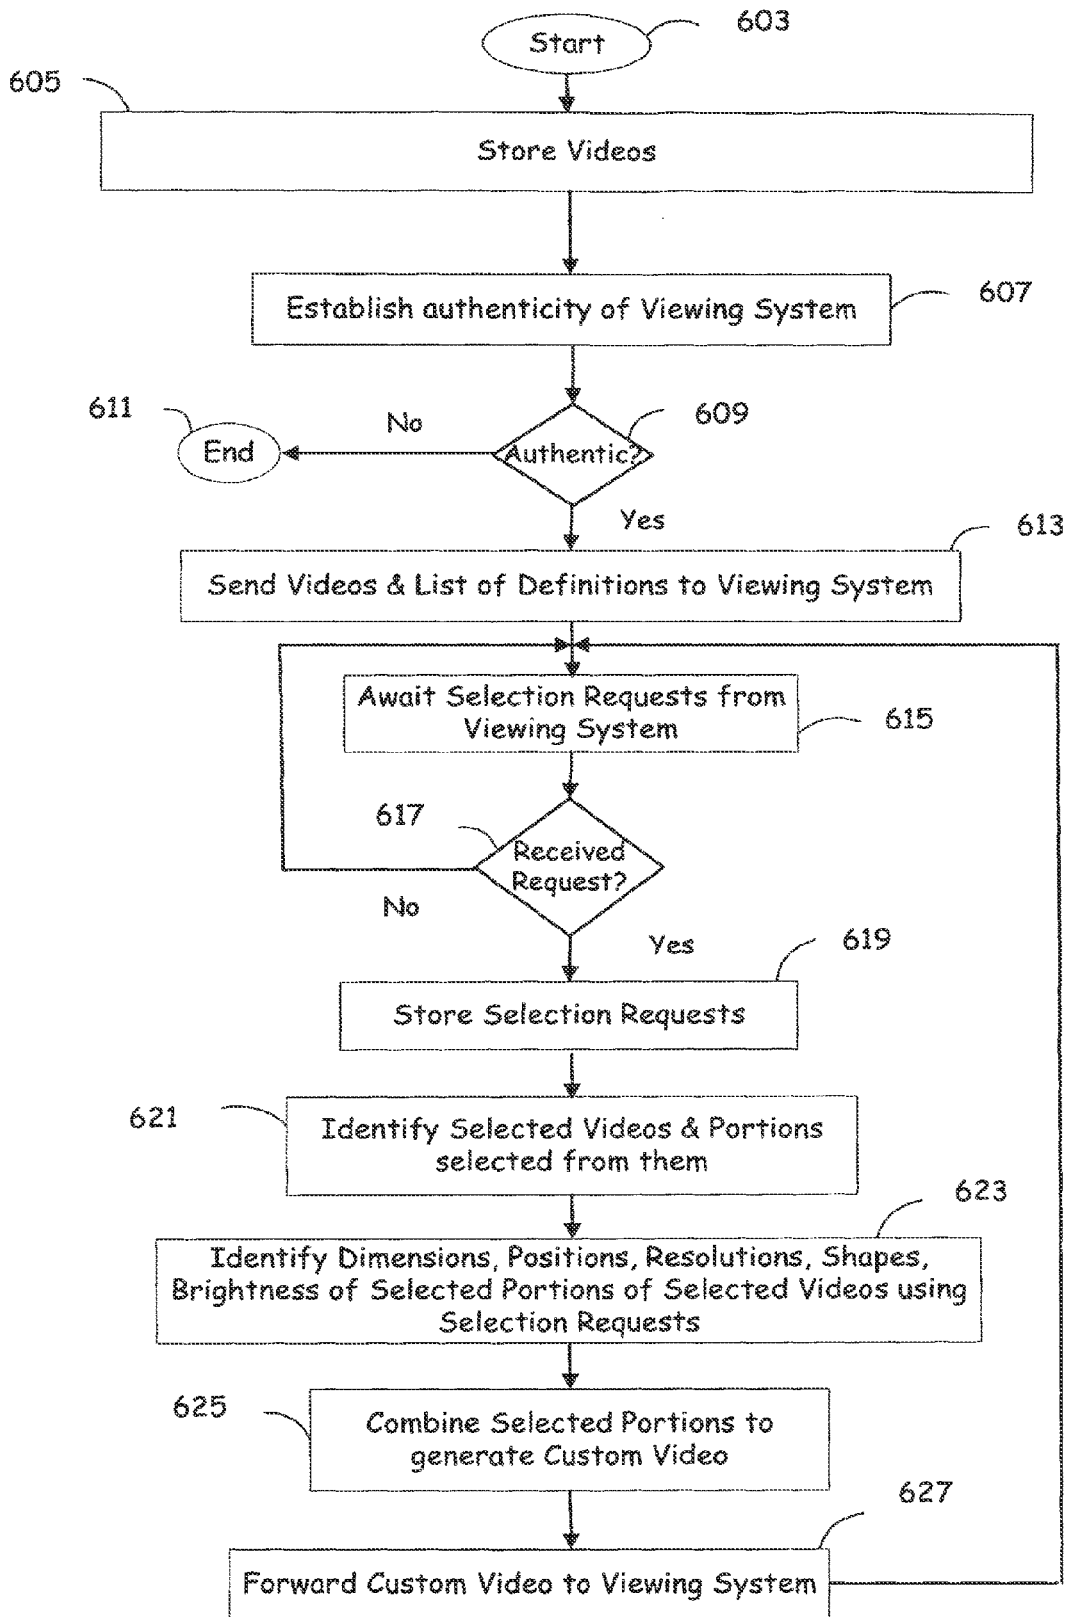 603
Start
605
Store Videos
607
Establish authenticity of Viewing System
611
No
609
End
Authentic?
Yes
613
Send Videos & List of Definitions to Viewing System
Await Selection Requests from
Viewing System
615
617
Received
Request?
No
Yes
619
Store Selection Requests
621
Identify Selected Videos & Portions
selected from them
623
Identify Dimensions, Positions, Resolutions, Shapes,
Brightness of Selected Portions of Selected Videos using
Selection Requests
625
Combine Selected Portions to
generate Custom Video
627
Forward Custom Video to Viewing System